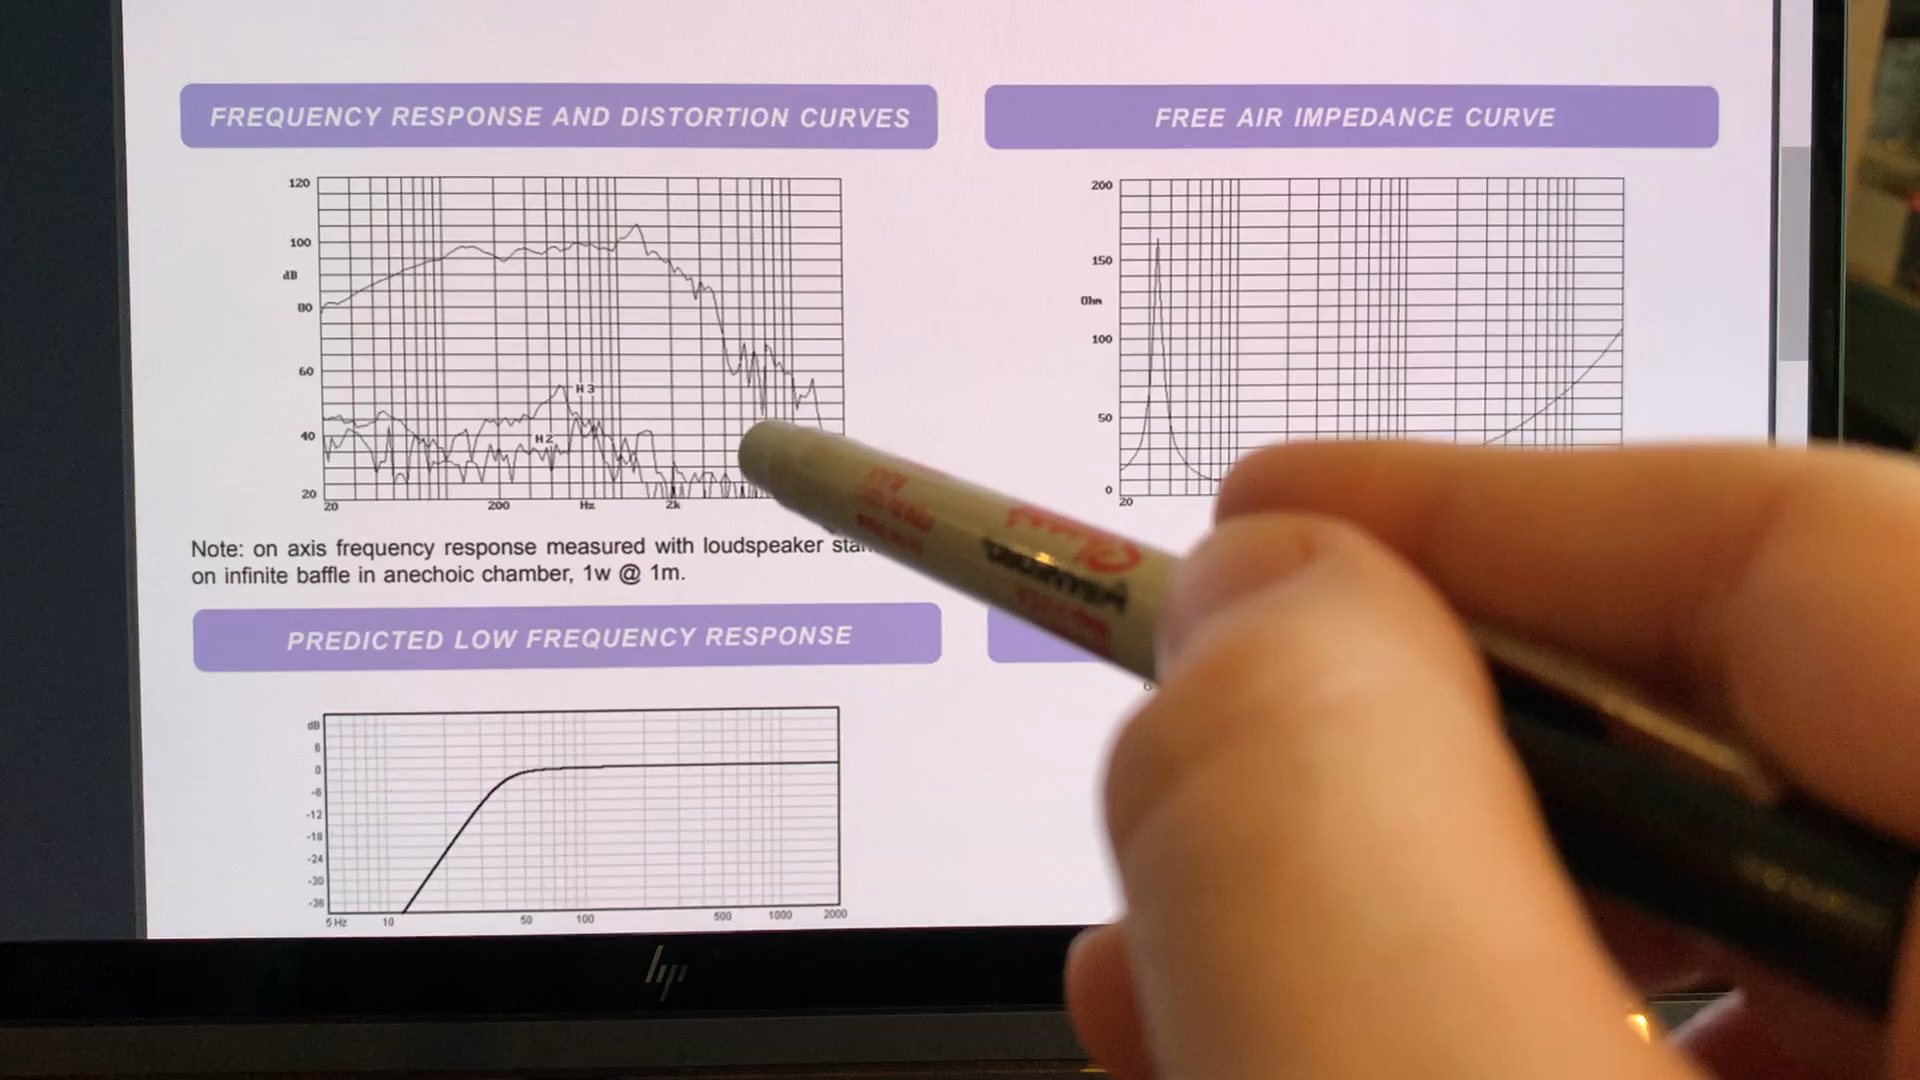 FREQUENCY RESPONSE AND DISTORTION CURVES
FREE AIR IMPEDANCE CURVE
120
100
dB
80
60
40
20
H3
H2
20
200
Hz
2k
200
150
Ohm
100
50
0
20
Note: on axis frequency response measured with loudspeaker
on infinite baffle in anechoic chamber, 1w @ 1m.
PREDICTED LOW FREQUENCY RESPONSE
dB
6
0
-6
-12
-18
-24
-30
-36
5 Hz
10
50
100
500
1000
2000
hp
Sharpie
PERMANENT